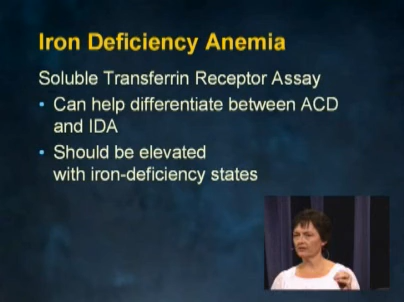 Iron Deficiency Anemia
Soluble Transferrin Receptor Assay
• Can help differentiate between ACD
and IDA
• Should be elevated
with iron-deficiency states